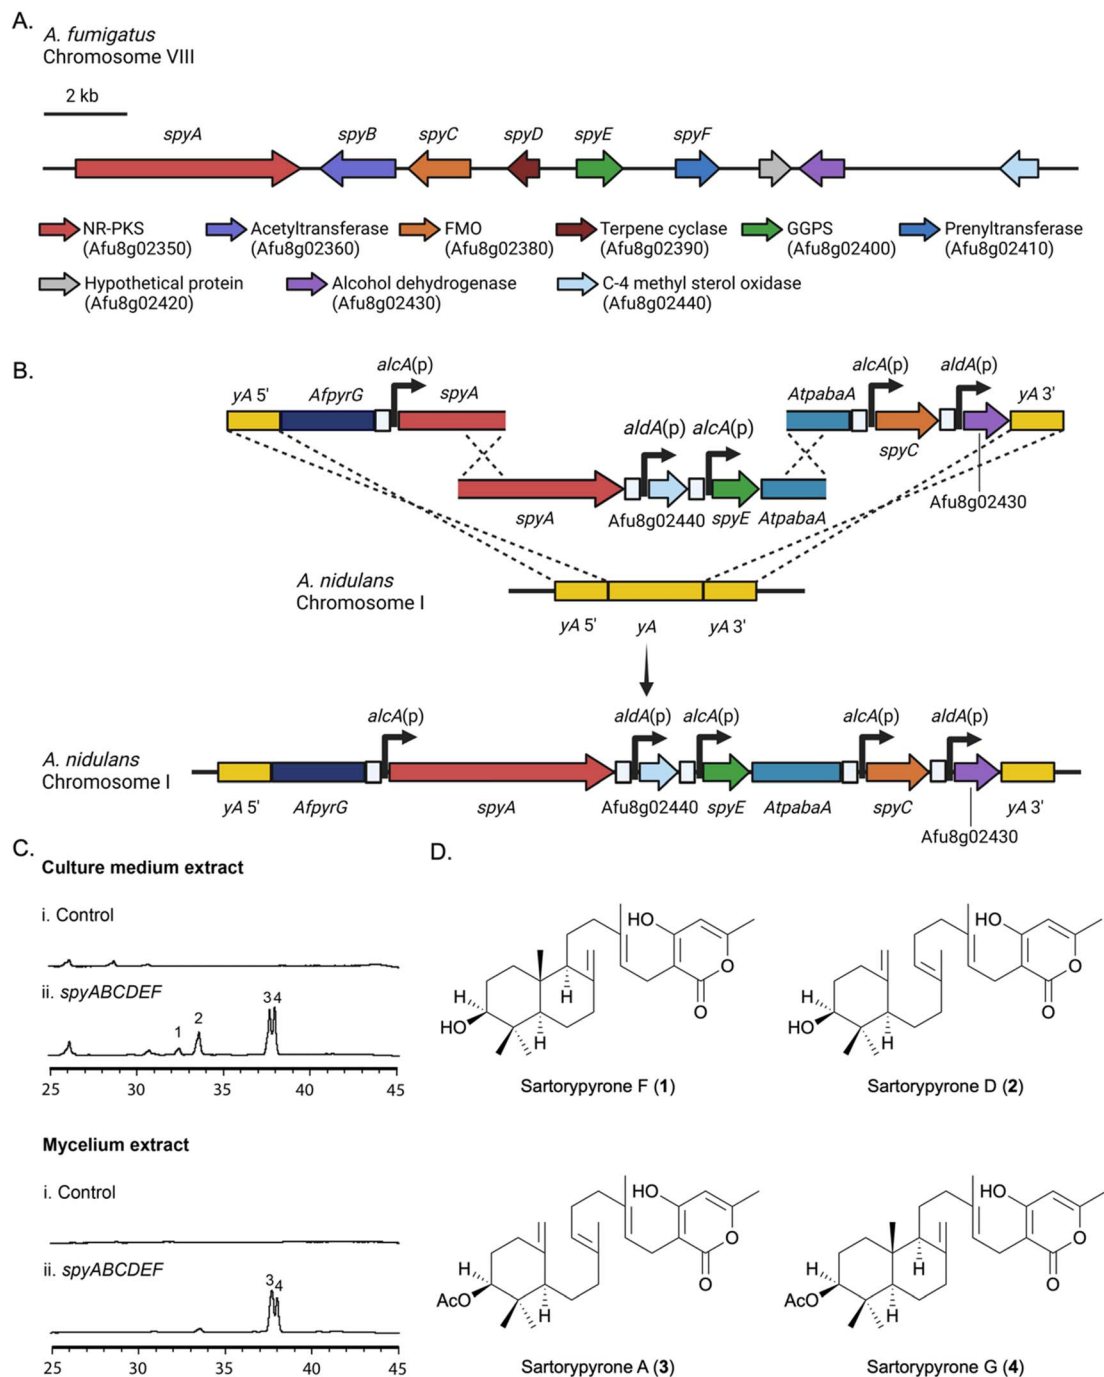 A.
A. fumigatus
Chromosome VIII
2 kb
spyA spyB spyC spyD spyE spyF
NR-PKS Acetyltransferase FMO Terpene cyclase GGPS Prenyltransferase
(Afu8g02350) (Afu8g02360) (Afu8g02380) (Afu8g02390) (Afu8g02400) (Afu8g02410)
Hypothetical protein Alcohol dehydrogenase C-4 methyl sterol oxidase
(Afu8g02420) (Afu8g02430) (Afu8g02440)
B.
alcA(p) alcA(p) aldA(p)
yA 5' AfpyrG spyA AtpabaA yA 3'
aldA(p) alcA(p)
spyC
Afu8g02430
spyA Afu8g02440 spyE AtpabaA
A. nidulans
Chromosome I
yA 5' yA yA 3'
alcA(p) aldA(p) alcA(p) alcA(p) aldA(p)
A. nidulans
Chromosome I
yA 5' AfpyrG spyA Afu8g02440 spyE AtpabaA spyC yA 3'
Afu8g02430
C.
Culture medium extract
i. Control
ii. spyABCDEF
1 2 3 4
25 30 35 40 45
Mycelium extract
i. Control
ii. spyABCDEF
3 4
25 30 35 40 45
D.
HO O O H H HO
Sartorypyrone F (1)
HO O O H H HO
Sartorypyrone D (2)
HO O O H H AcO
Sartorypyrone A (3)
HO O O H H AcO
Sartorypyrone G (4)